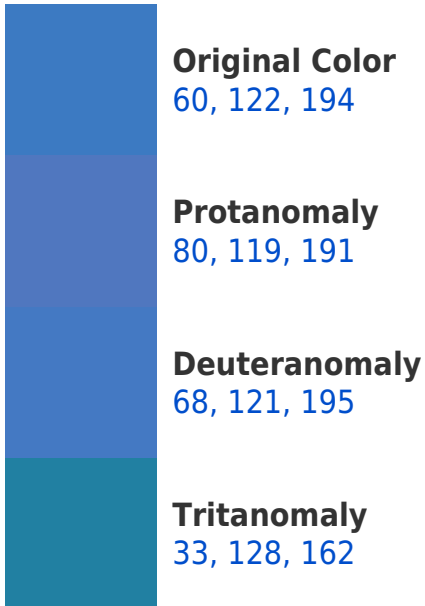 Original Color
60, 122, 194
Protanomaly
80, 119, 191
Deuteranomaly
68, 121, 195
Tritanomaly
33, 128, 162